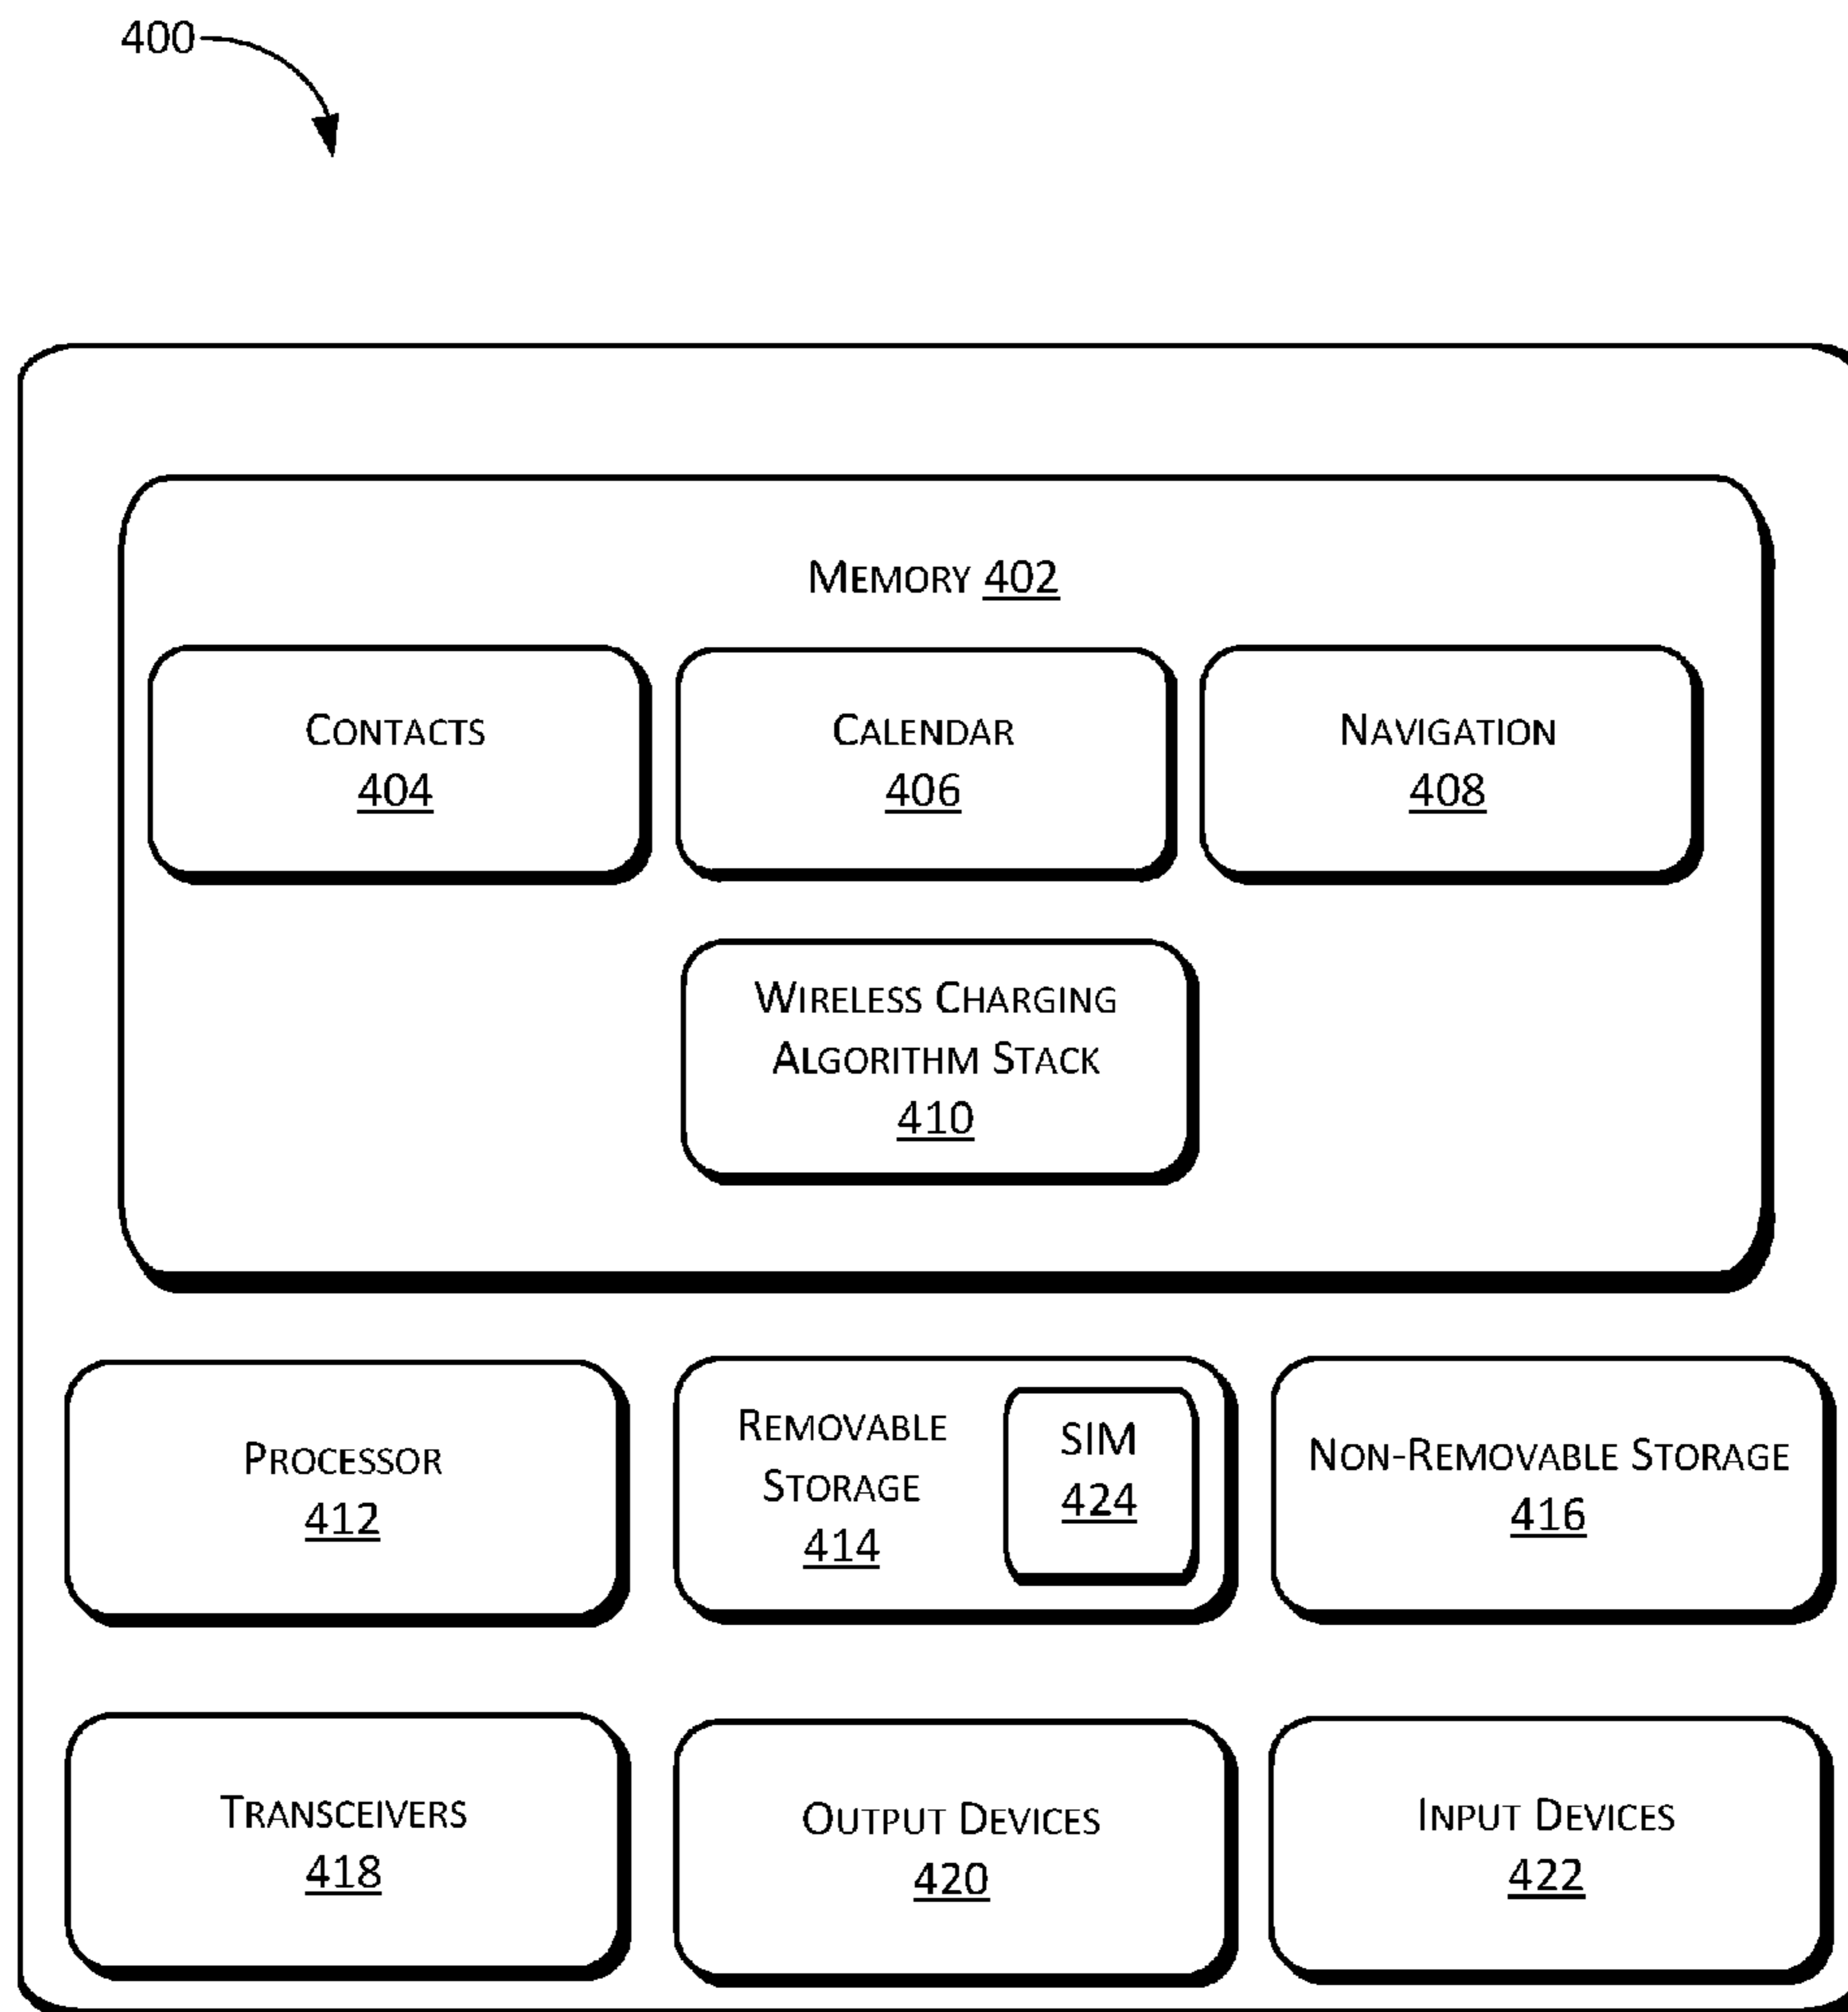 400
MEMORY 402
CONTACTS
404
CALENDAR
406
NAVIGATION
408
WIRELESS CHARGING
ALGORITHM STACK
410
PROCESSOR
412
REMOVABLE
STORAGE
414
SIM
424
NON-REMOVABLE STORAGE
416
TRANSCEIVERS
418
OUTPUT DEVICES
420
INPUT DEVICES
422